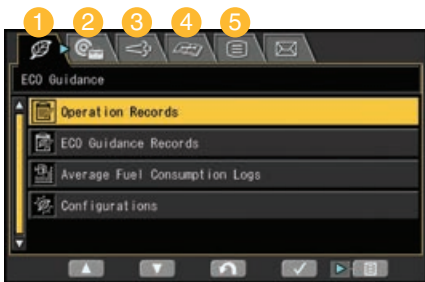 1 2 3 4 5
ECO Guidance
Operation Records
ECO Guidance Records
Average Fuel Consumption Logs
Configurations